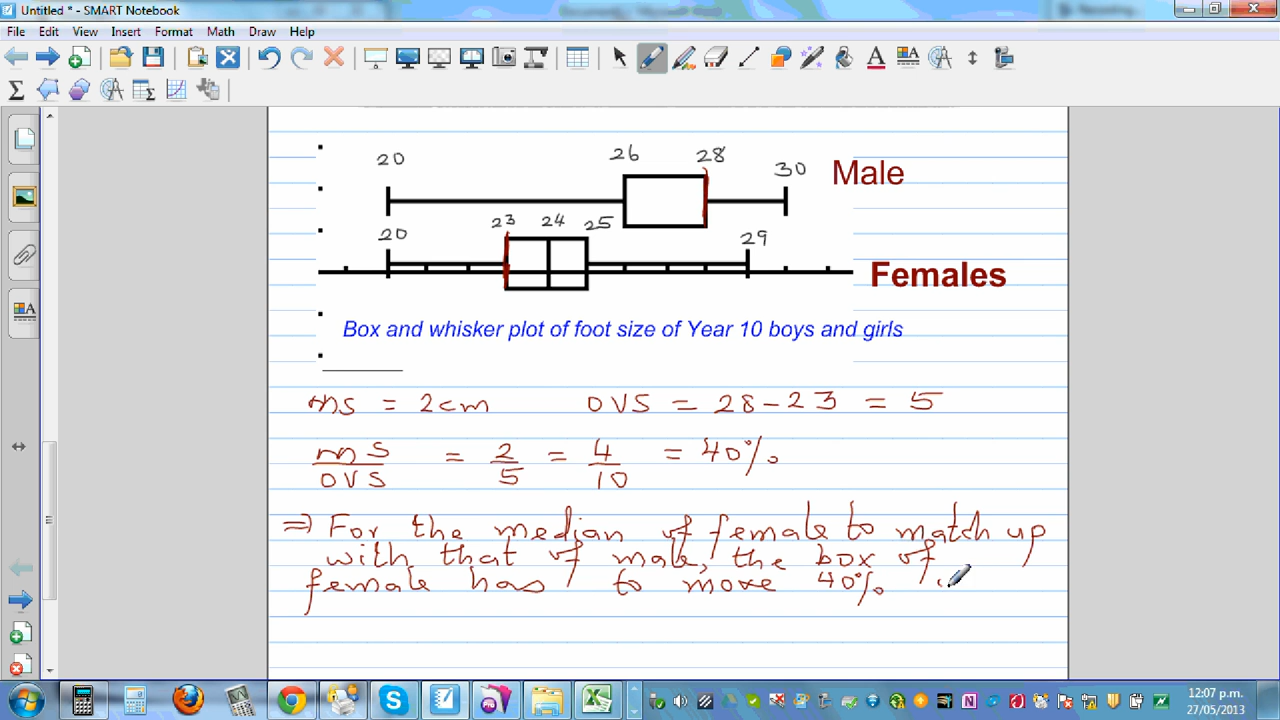 Untitled * - SMART Notebook
File Edit View Insert Format Math Draw Help
20 26 28 30 Male
23 24 25
20 29
Females
Box and whisker plot of foot size of Year 10 boys and girls
ms = 2cm OVS = 28-23 = 5
ms/OVS = 2/5 = 4/10 = 40%
⇒ For the median of female to match up
with that of male, the box of
female has to move 40%
12:07 p.m.
27/05/2013